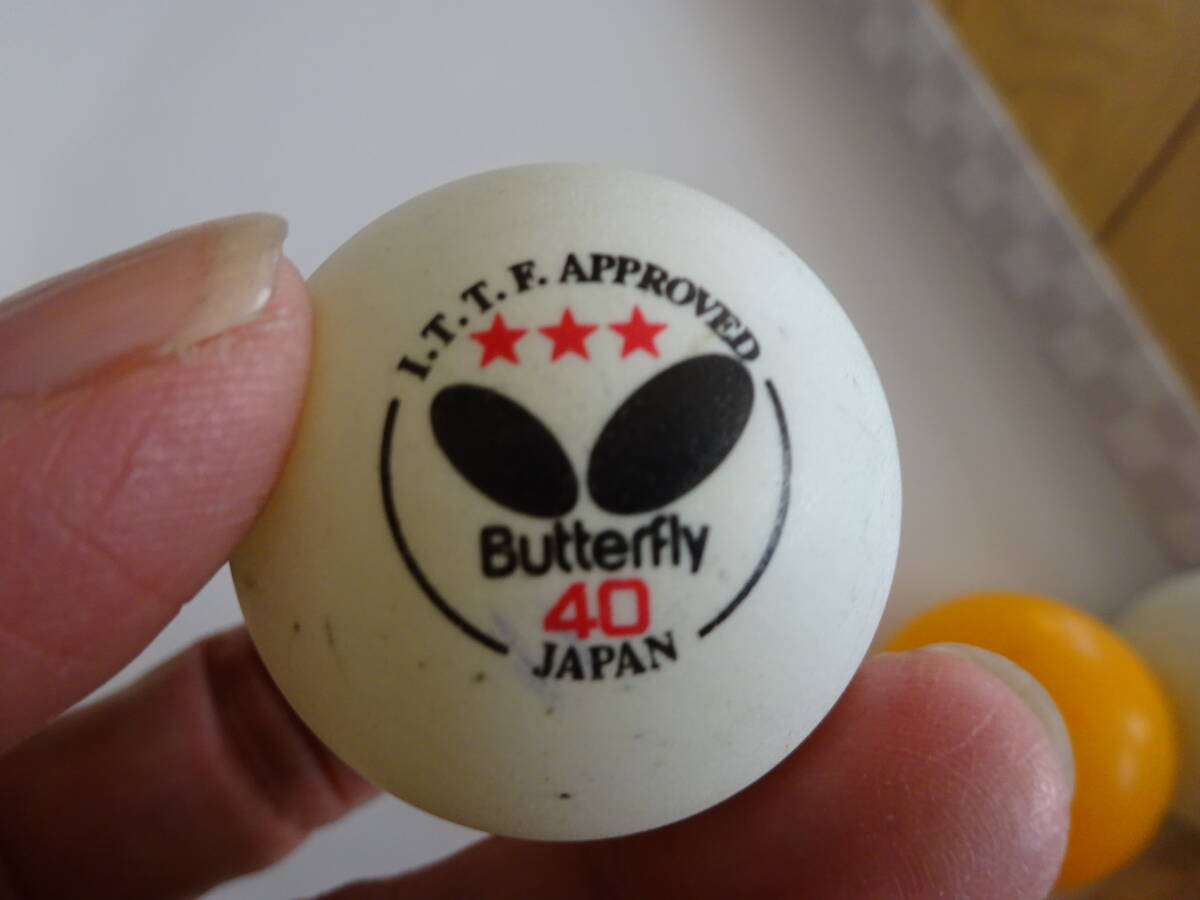 I.T.T.F. APPROVED
★★★
Butterfly
40
JAPAN